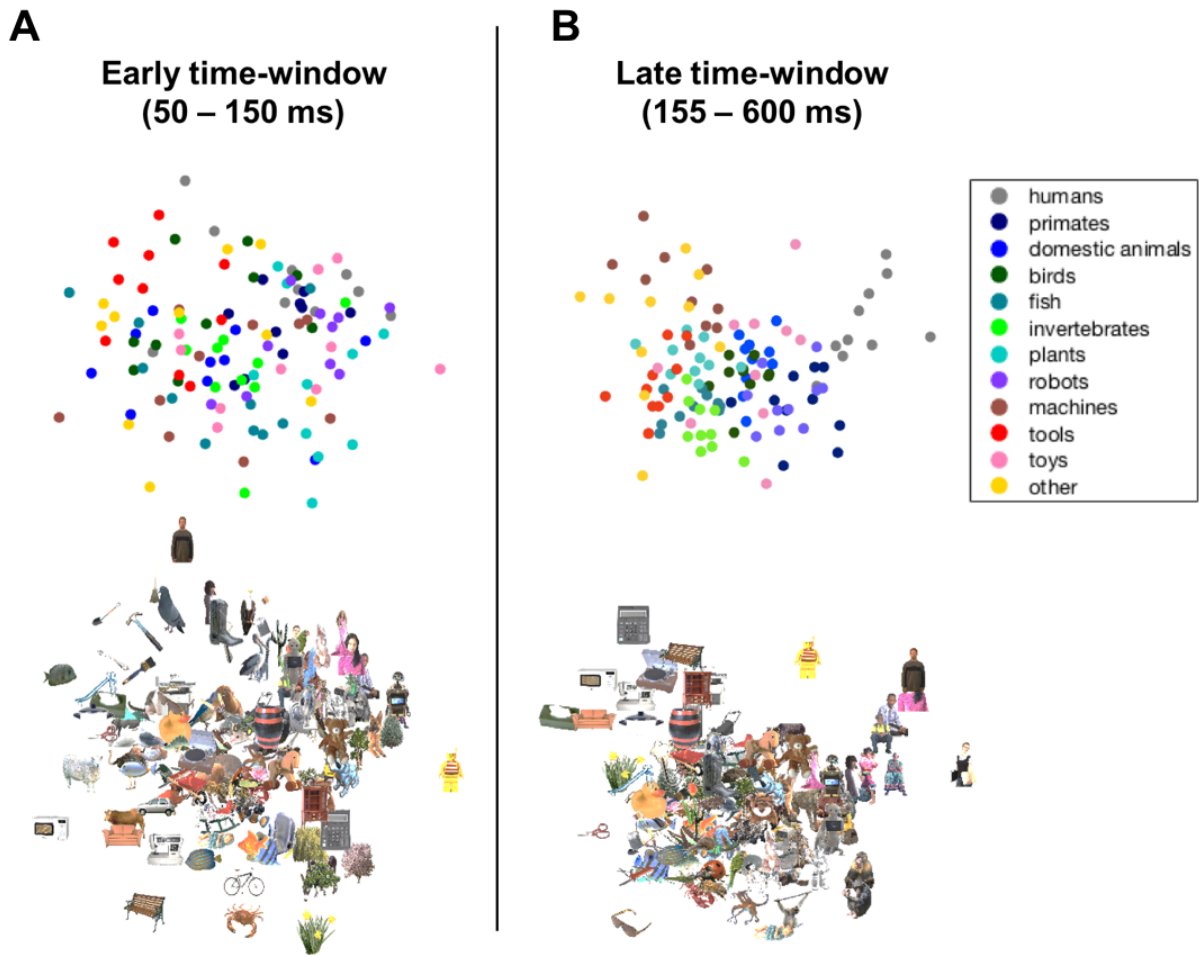 A
Early time-window
(50 – 150 ms)
B
Late time-window
(155 – 600 ms)
humans
primates
domestic animals
birds
fish
invertebrates
plants
robots
machines
tools
toys
other